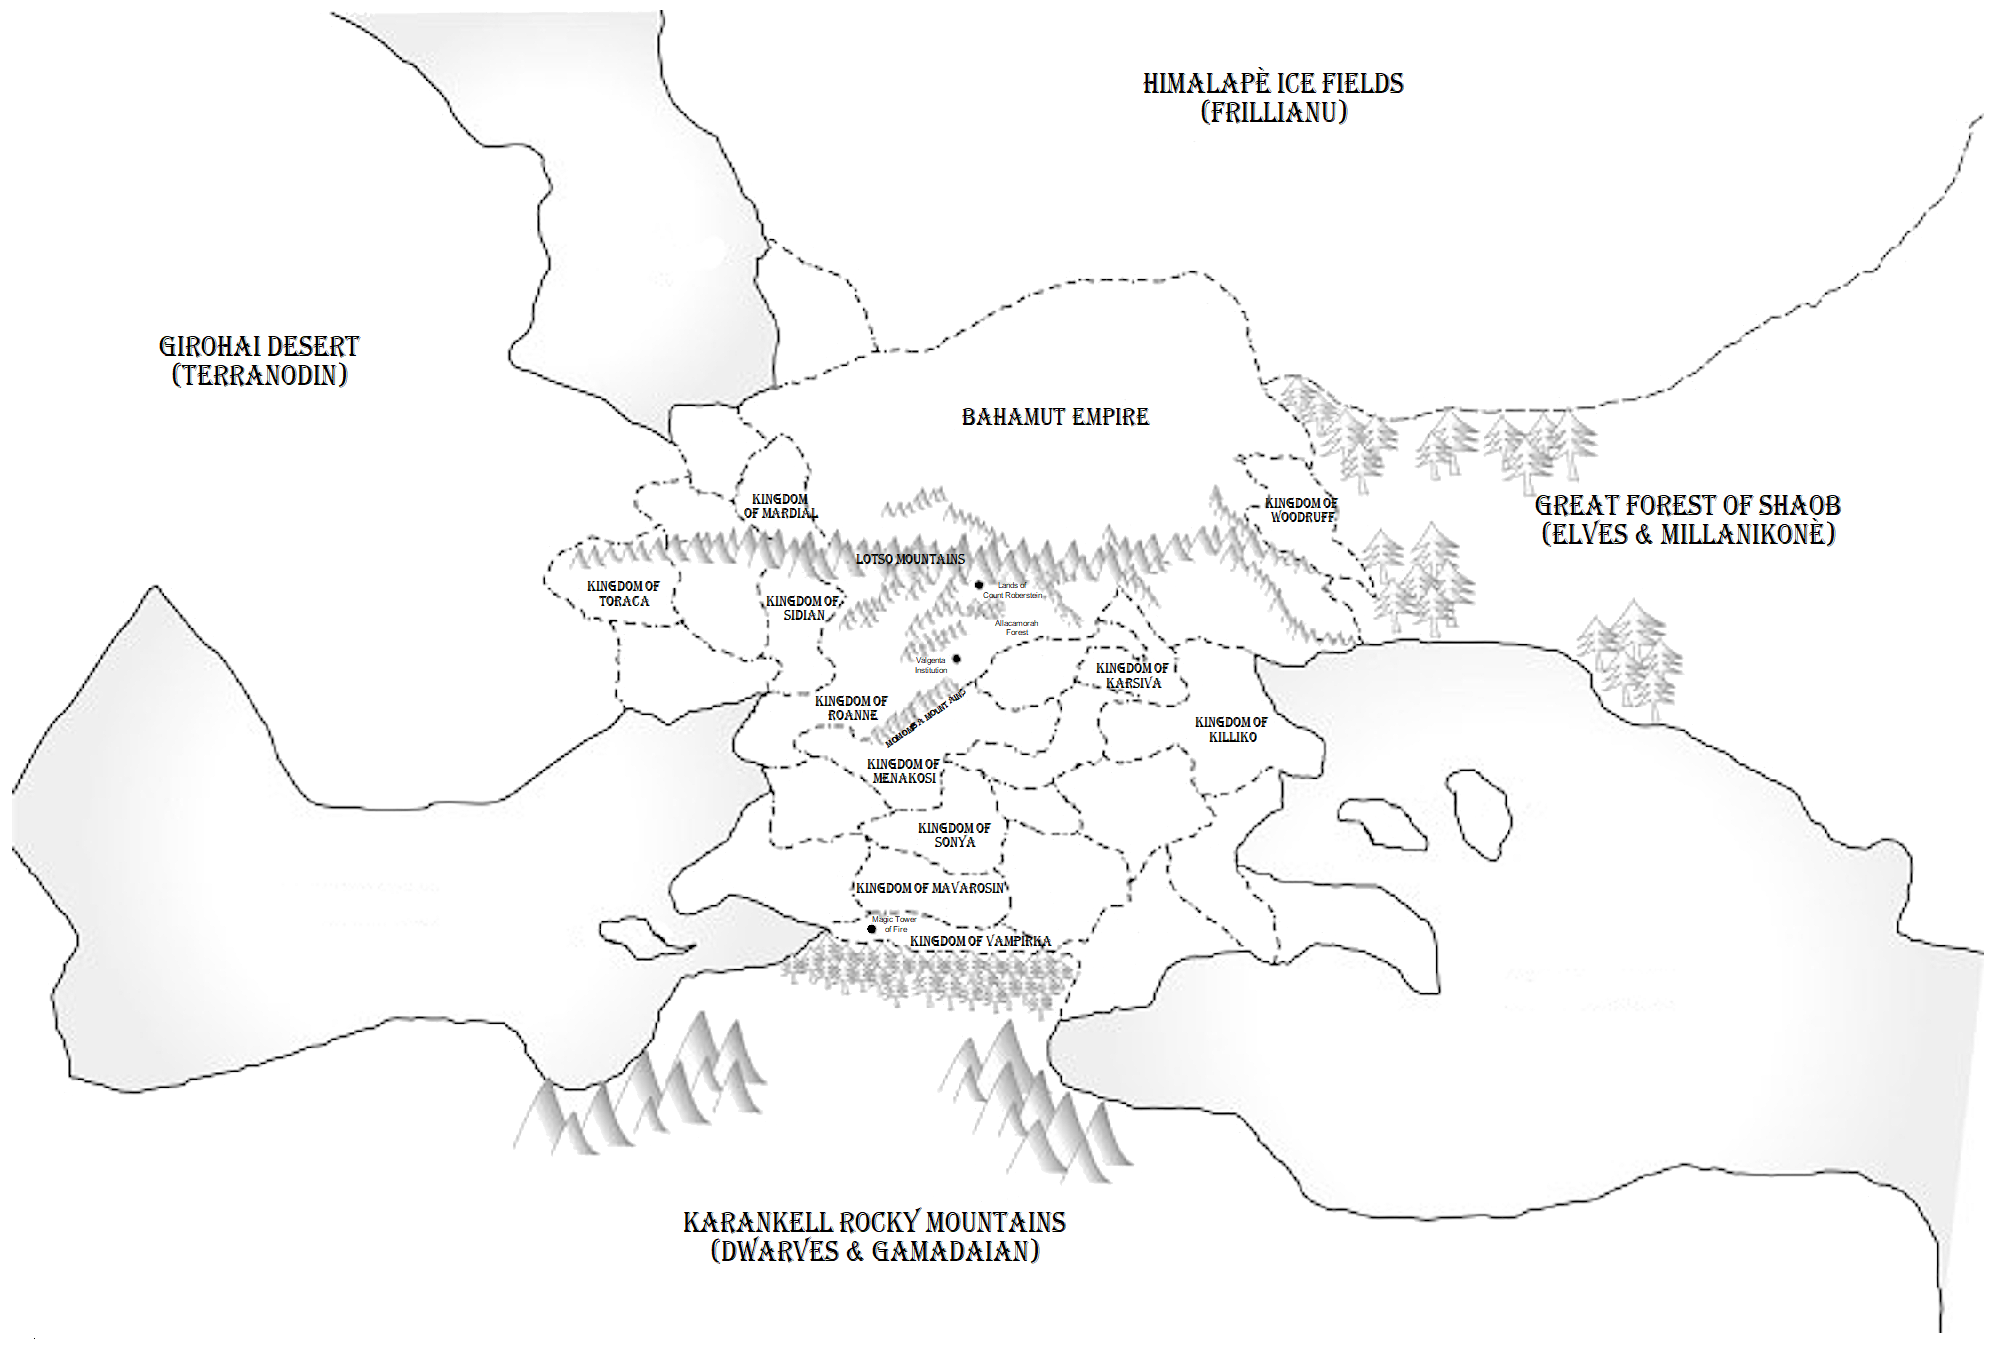 HIMALAPÈ ICE FIELDS
(FRILLIANU)
GIROHAI DESERT
(TERRANODIN)
BAHAMUT EMPIRE
KINGDOM
OF MARDIAL
KINGDOM OF
WOODRUFF
GREAT FOREST OF SHAOB
(ELVES & MILLANIKONÈ)
LOTSO MOUNTAINS
KINGDOM OF
TORACA
KINGDOM OF
SIDIAN
Lands of
Count Roberstein
Allacamorah
Forest
Valgenta
Institution
KINGDOM OF
KARSIVA
KINGDOM OF
ROANNE
MOUNTAINS
KINGDOM OF
KILLIKO
KINGDOM OF
MENAKOSI
KINGDOM OF
SONYA
KINGDOM OF MAVAROSIN
Magic Tower
of Fire
KINGDOM OF VAMPIRKA
KARANKELL ROCKY MOUNTAINS
(DWARVES & GAMADAIAN)